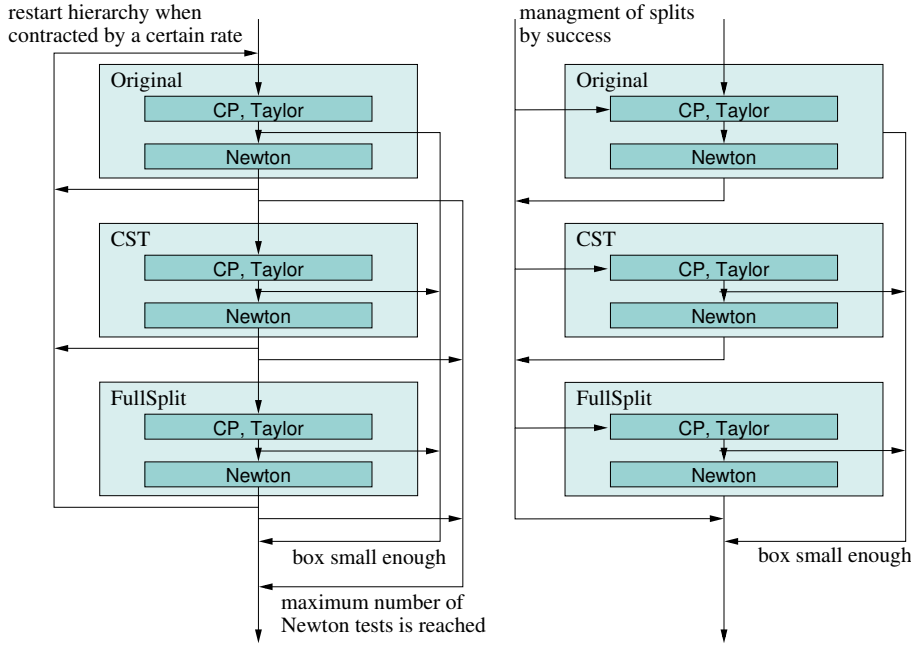 restart hierarchy when
contracted by a certain rate
Original
CP, Taylor
Newton
CST
CP, Taylor
Newton
FullSplit
CP, Taylor
Newton
box small enough
maximum number of
Newton tests is reached
managment of splits
by success
Original
CP, Taylor
Newton
CST
CP, Taylor
Newton
FullSplit
CP, Taylor
Newton
box small enough